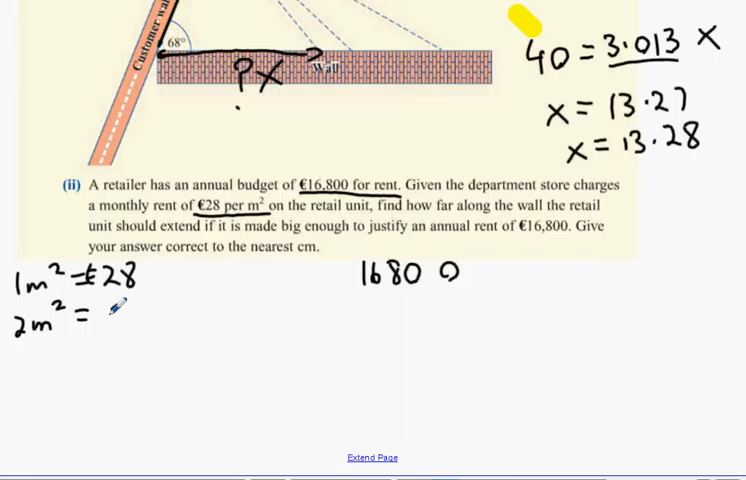 Customer wal
68°
? X
Wall
40 = 3.013 x
x = 13.27
x = 13.28
(ii) A retailer has an annual budget of €16,800 for rent. Given the department store charges
a monthly rent of €28 per m² on the retail unit, find how far along the wall the retail
unit should extend if it is made big enough to justify an annual rent of €16,800. Give
your answer correct to the nearest cm.
1m² = €28
16800
2m² =
Extend Page